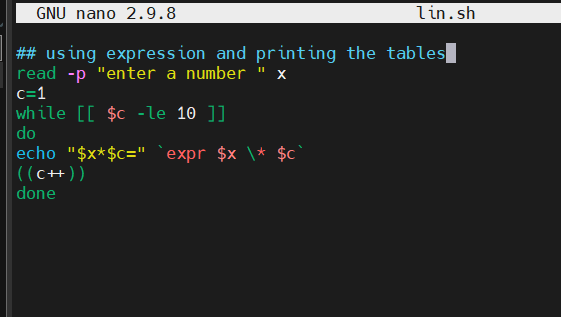 GNU nano 2.9.8 lin.sh
## using expression and printing the tables
read -p "enter a number " x
c=1
while [[ $c -le 10 ]]
do
echo "$x*$c=" `expr $x \* $c`
((c++))
done